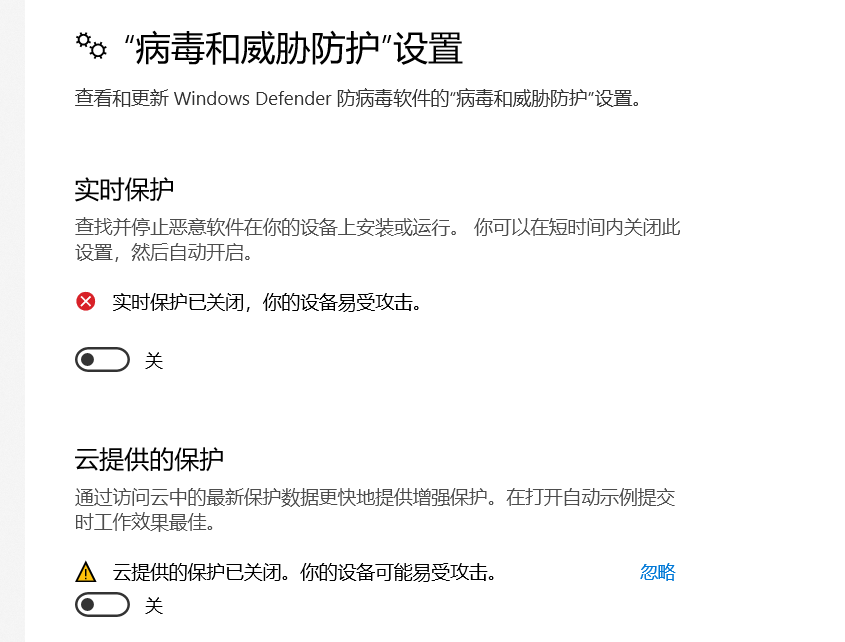 “病毒和威胁防护”设置
查看和更新 Windows Defender 防病毒软件的“病毒和威胁防护”设置。
实时保护
查找并停止恶意软件在你的设备上安装或运行。 你可以在短时间内关闭此
设置，然后自动开启。
实时保护已关闭，你的设备易受攻击。
关
云提供的保护
通过访问云中的最新保护数据更快地提供增强保护。在打开自动示例提交
时工作效果最佳。
云提供的保护已关闭。你的设备可能易受攻击。 忽略
关